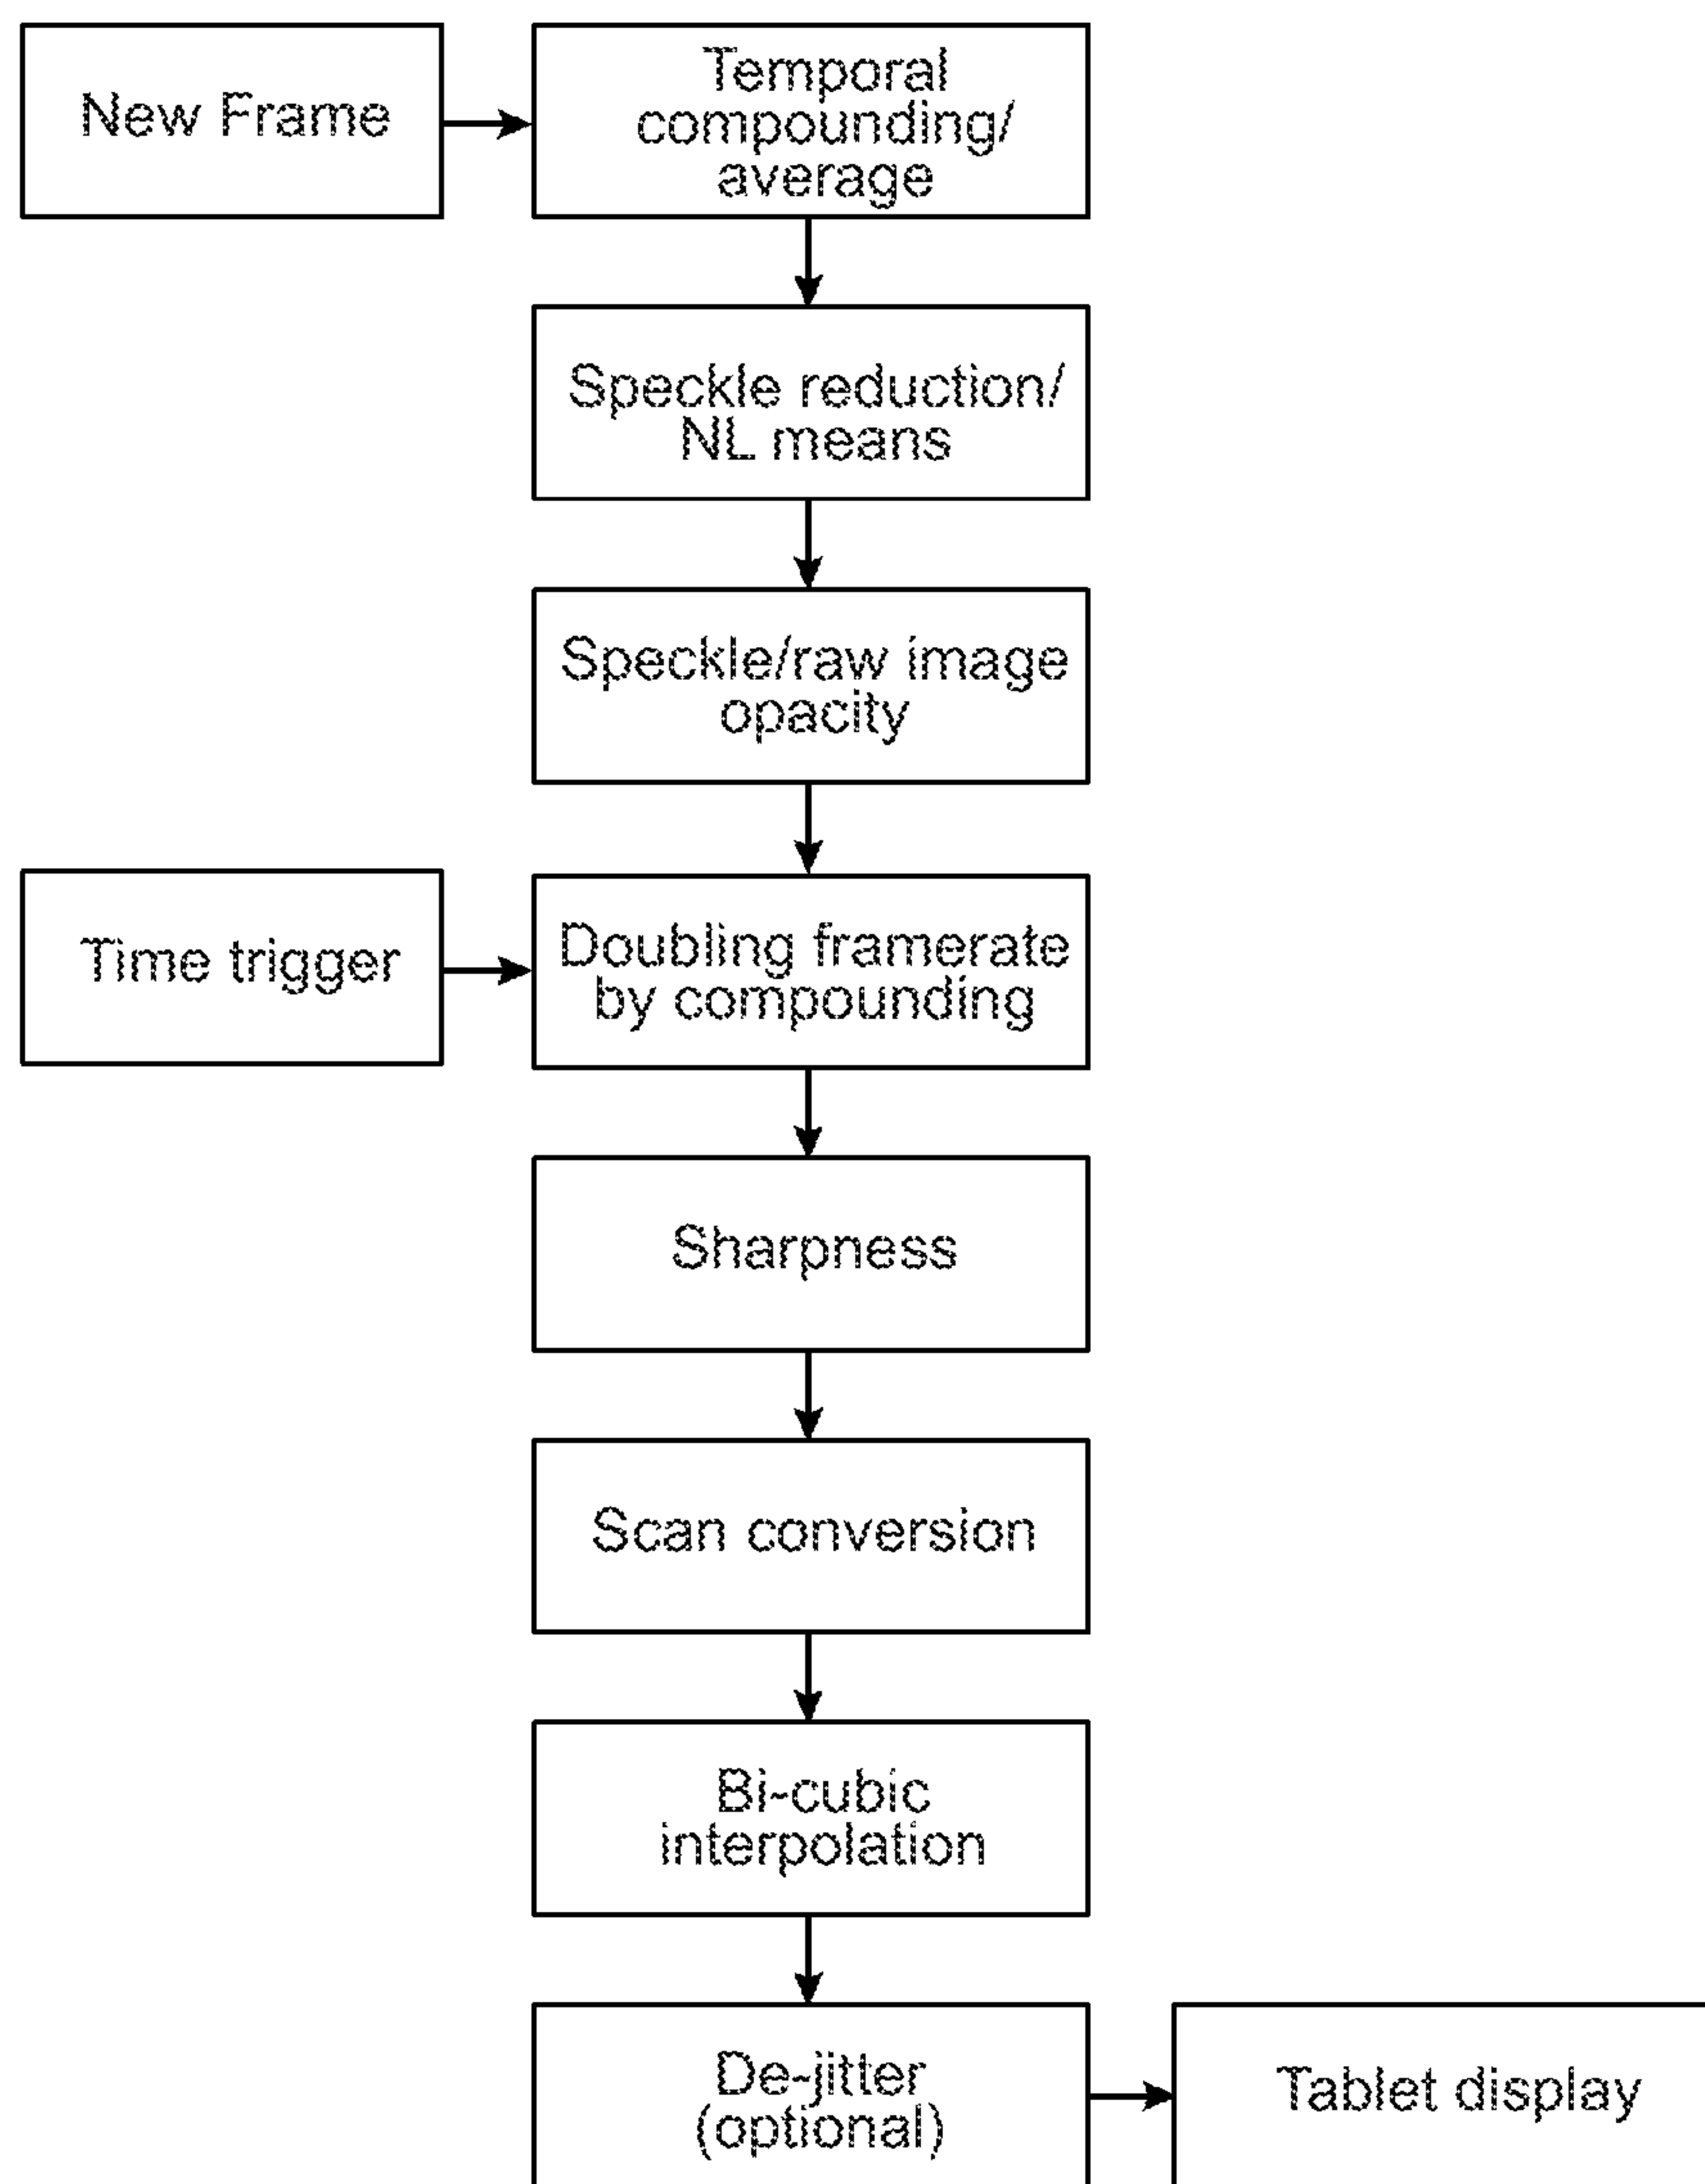 New Frame
Temporal
compounding/
average
Speckle reduction/
NL means
Speckle/raw image
opacity
Time trigger
Doubling framerate
by compounding
Sharpness
Scan conversion
Bi-cubic
interpolation
De-jitter
(optional)
Tablet display